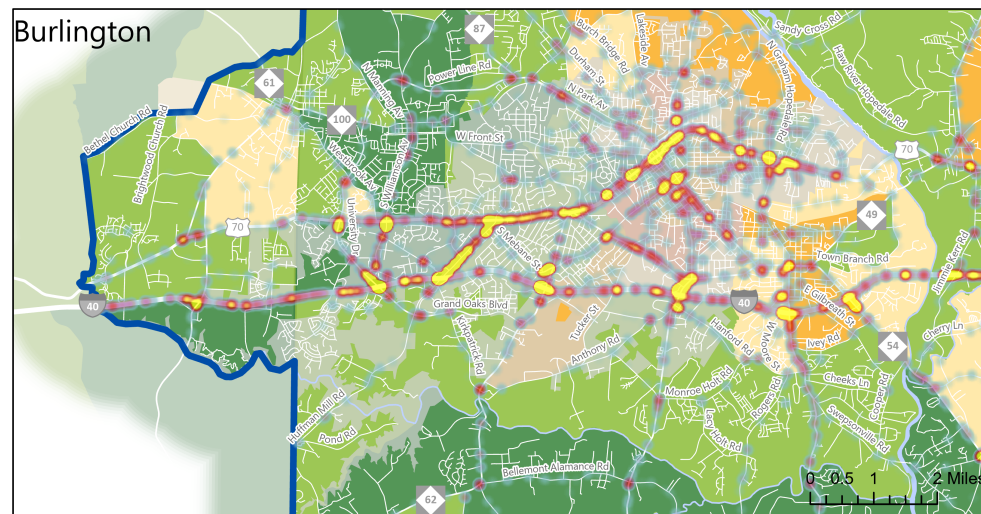 Burlington
87
Burch Bridge Rd
Lakeside Av
Sandy Cross Rd
N Graham Hopedale Rd
Haw River Hopedale Rd
Durham St
Power Line Rd
N Manning Av
61
N Park Av
100
Bethel Church Rd
Brightwood Church Rd
W Front St
70
Westbrook Av
S Williamson Av
University Dr
49
70
S Mebane St
Town Branch Rd
Jimmie Kerr Rd
40
Grand Oaks Blvd
40
E Gilbreath St
Tucker St
Kirkpatrick Rd
Hanford Rd
W Moore St
Ivey Rd
Cherry Ln
54
Anthony Rd
Monroe Holt Rd
Rogers Rd
Cheeks Ln
Cooper Rd
Huffman Mill Rd
Pond Rd
Lacy Holt Rd
Swepsonville Rd
Bellemont Alamance Rd
62
0 0.5 1 2 Miles